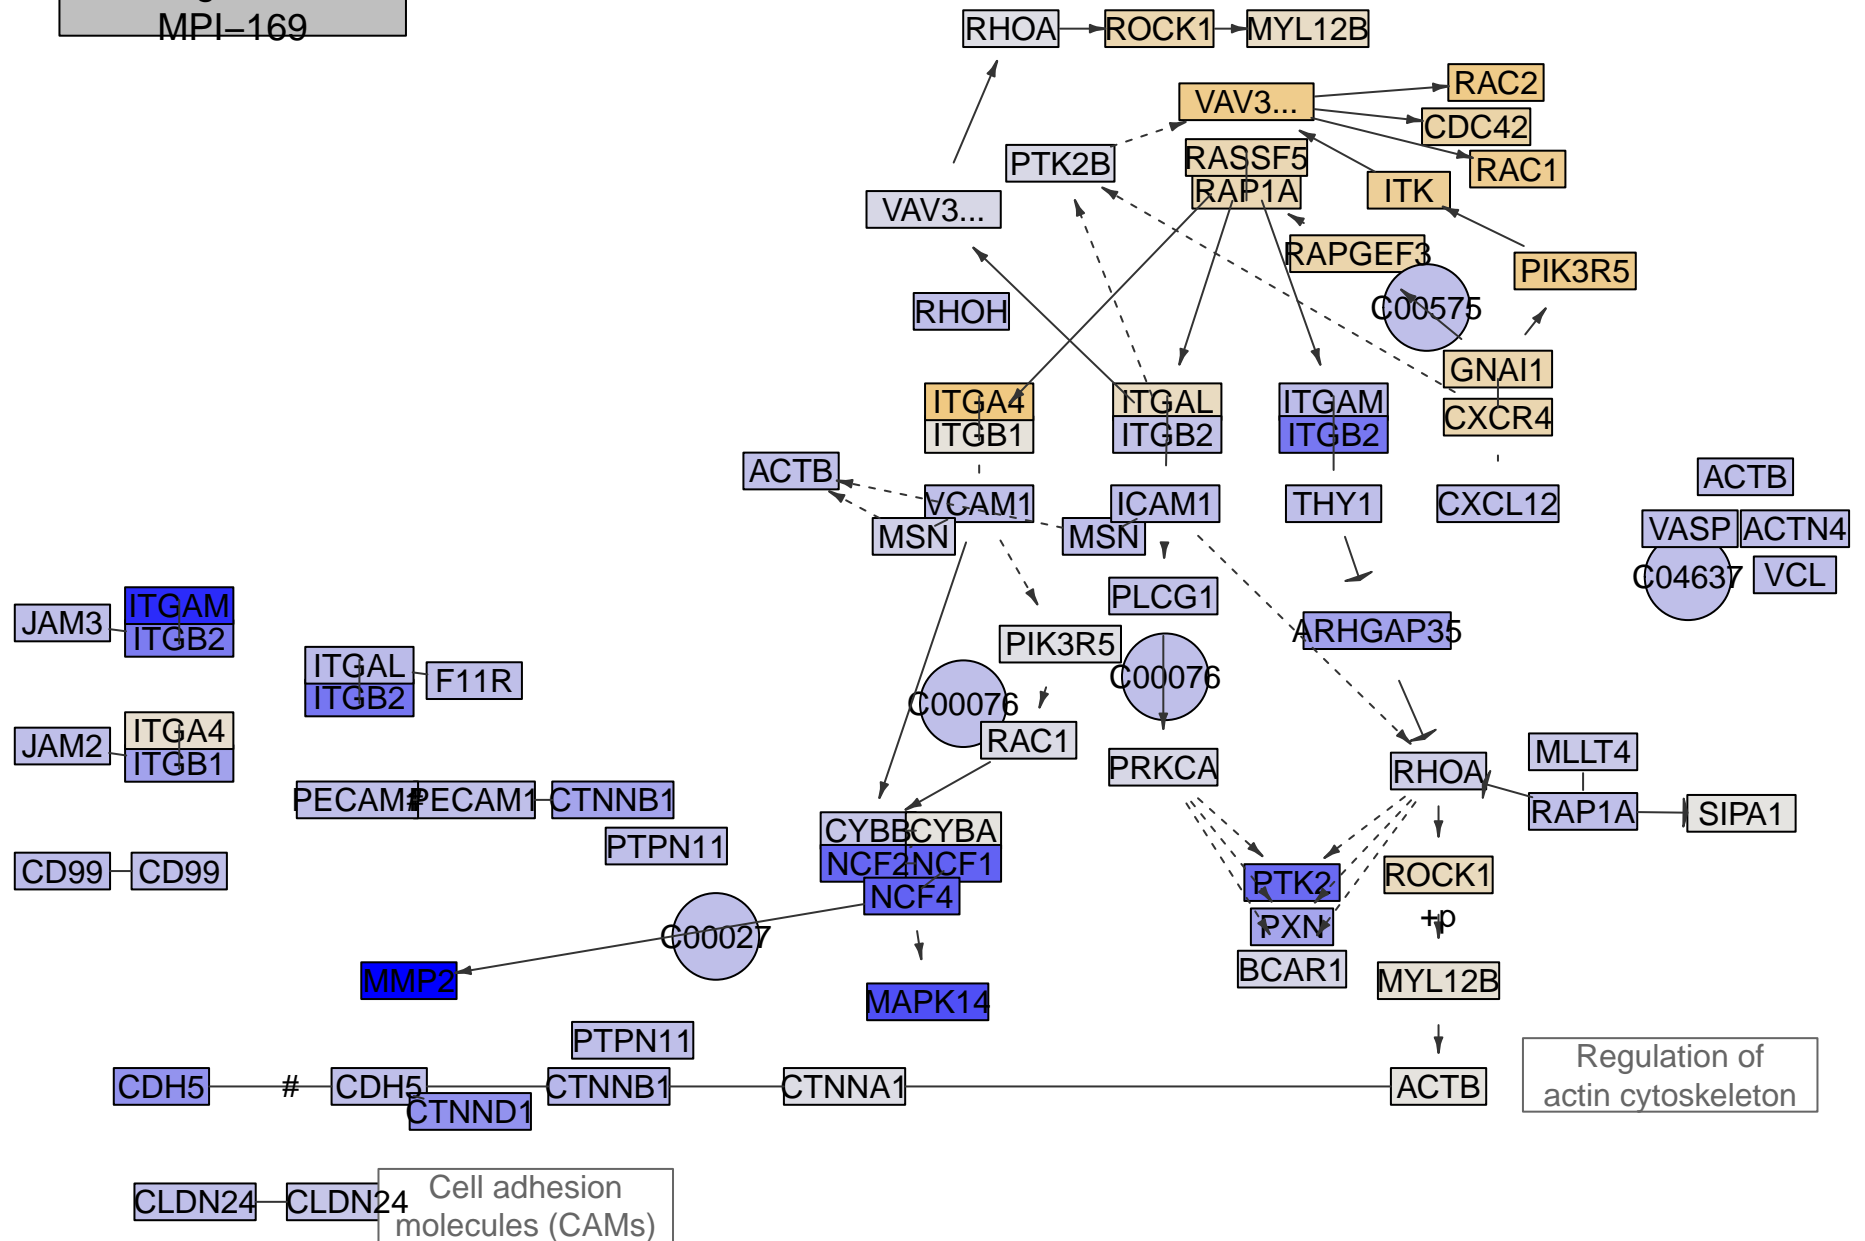 MPI−169
RHOA
ROCK1
MYL12B
RAC2
VAV3...
CDC42
PTK2B
RASSF5
RAC1
RAP1A
ITK
VAV3...
RAPGEF3
PIK3R5
RHOH
C00575
GNAI1
ITGA4
ITGAL
ITGAM
CXCR4
ITGB1
ITGB2
ITGB2
ACTB
ACTB
VCAM1
ICAM1
THY1
CXCL12
MSN
MSN
VASP
ACTN4
C04637
VCL
PLCG1
ITGAM
JAM3
ITGB2
ARHGAP35
PIK3R5
ITGAL
F11R
ITGB2
C00076
C00076
RAC1
ITGA4
JAM2
ITGB1
PRKCA
RHOA
MLLT4
PECAM1
#
PECAM1
CTNNB1
RAP1A
SIPA1
CYBB
CYBA
PTPN11
NCF2
NCF1
CD99
CD99
NCF4
PTK2
ROCK1
+p
PXN
C00027
BCAR1
MMP2
MYL12B
MAPK14
PTPN11
CDH5
#
CDH5
CTNNB1
CTNNA1
ACTB
CTNND1
Regulation of
actin cytoskeleton
CLDN24
CLDN24
Cell adhesion
molecules (CAMs)